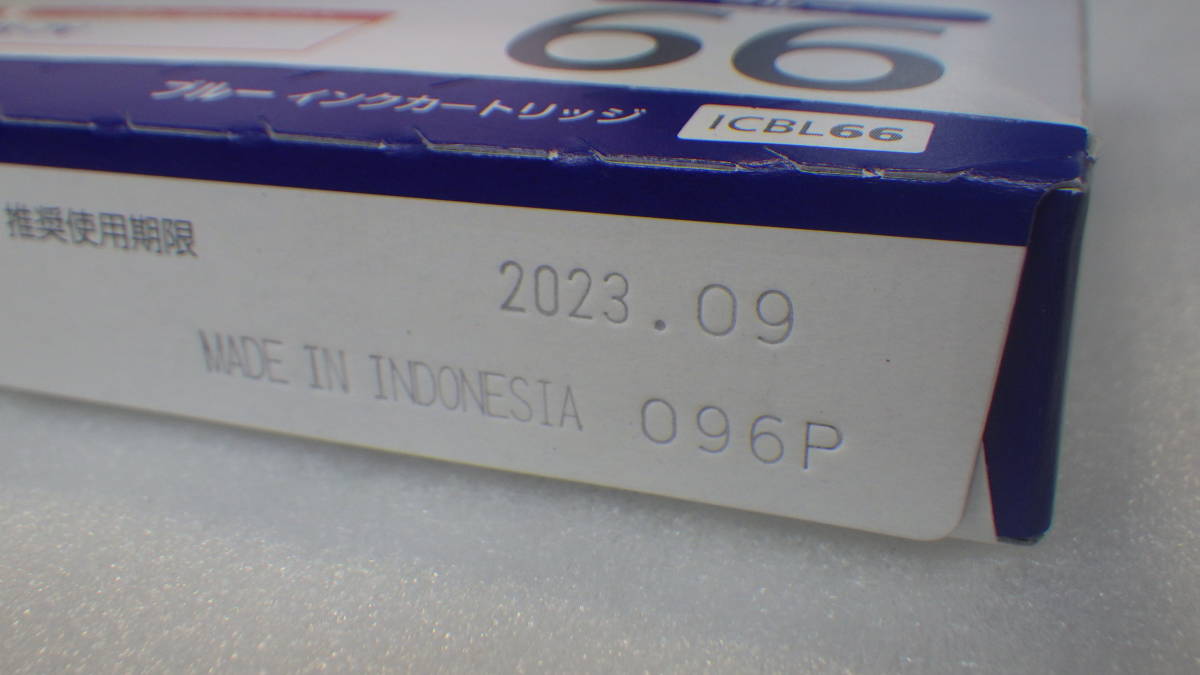 66
ブルー インクカートリッジ ICBL66
推奨使用期限
2023.09
MADE IN INDONESIA 096P